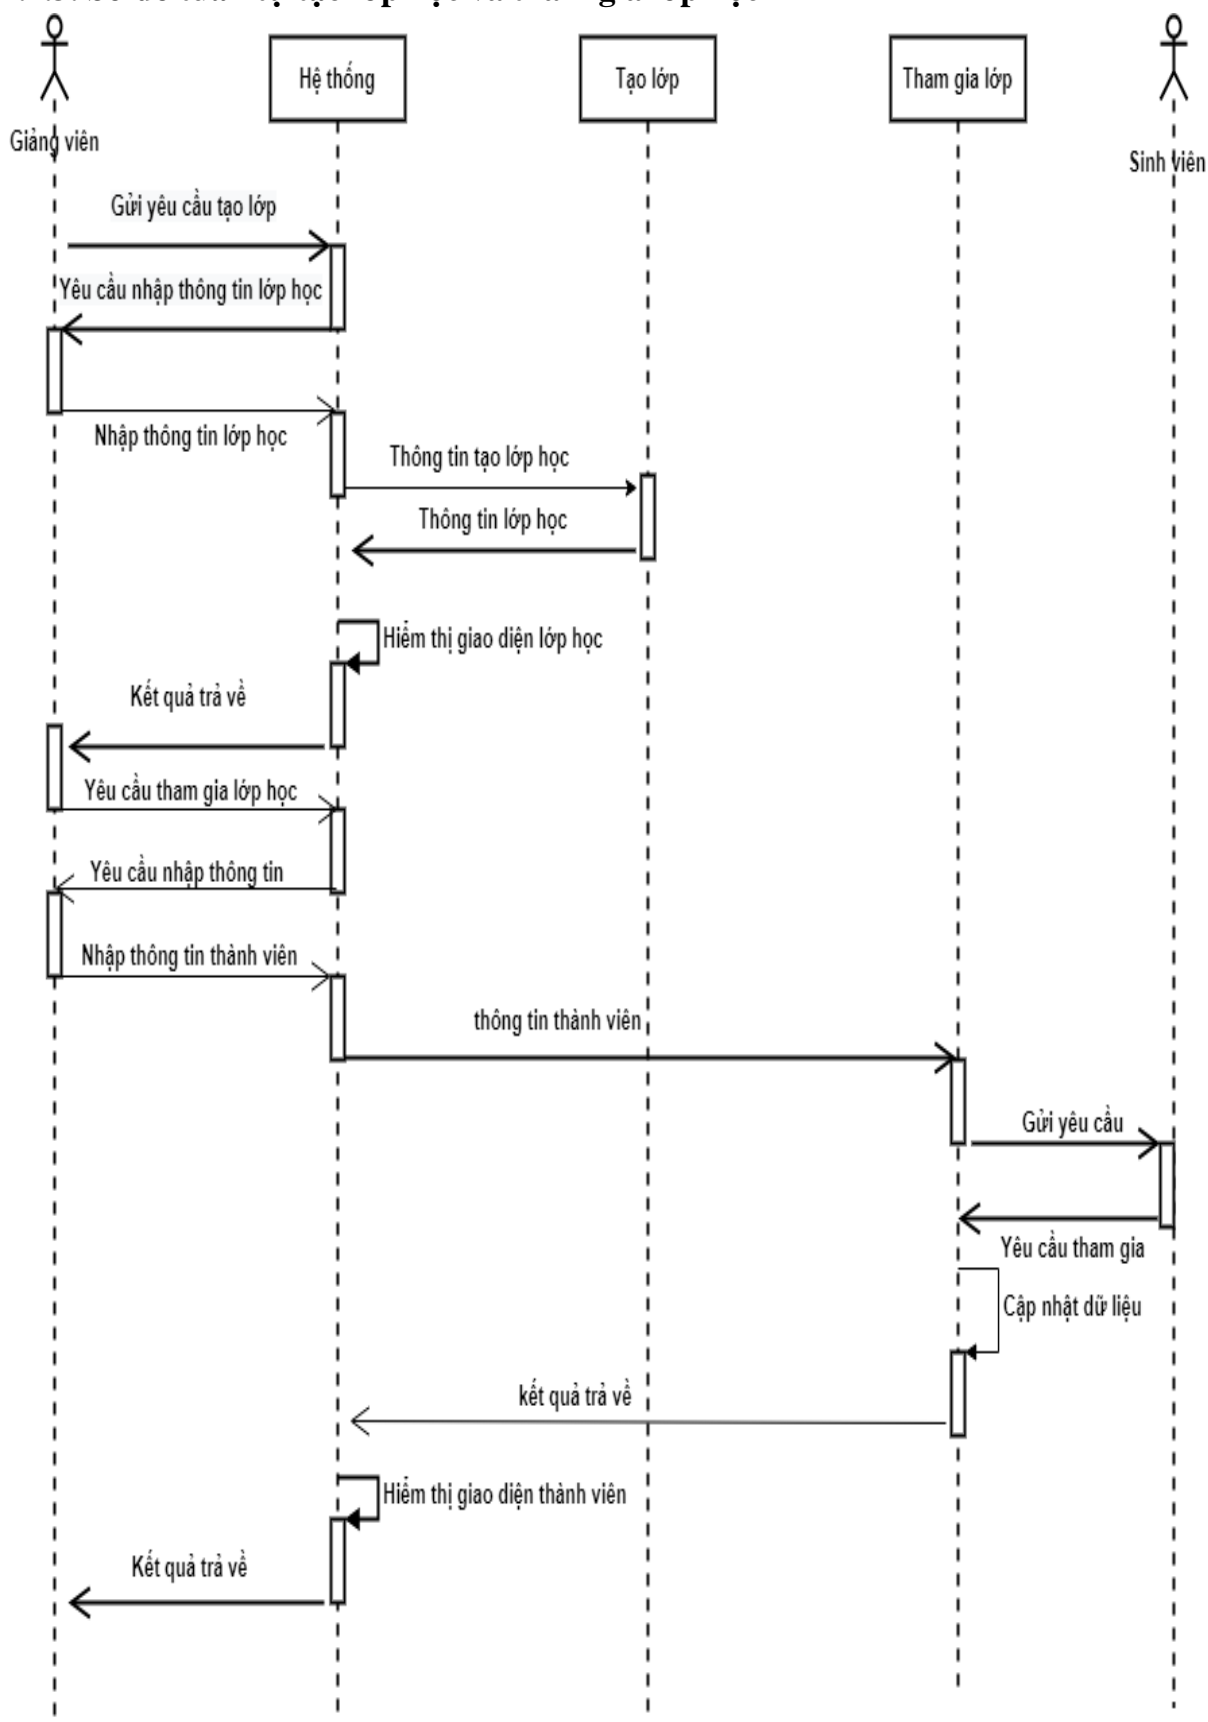 Hệ thống
Tạo lớp
Tham gia lớp
Giảng viên
Sinh viên
Gửi yêu cầu tạo lớp
Yêu cầu nhập thông tin lớp học
Nhập thông tin lớp học
Thông tin tạo lớp học
Thông tin lớp học
Hiểm thị giao diện lớp học
Kết quả trả về
Yêu cầu tham gia lớp học
Yêu cầu nhập thông tin
Nhập thông tin thành viên
thông tin thành viên
Gửi yêu cầu
Yêu cầu tham gia
Cập nhật dữ liệu
kết quả trả về
Hiểm thị giao diện thành viên
Kết quả trả về